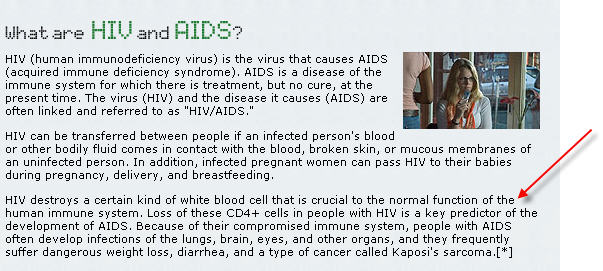 What are HIV and AIDS?
HIV (human immunodeficiency virus) is the virus that causes AIDS
(acquired immune deficiency syndrome). AIDS is a disease of the
immune system for which there is treatment, but no cure, at the
present time. The virus (HIV) and the disease it causes (AIDS) are
often linked and referred to as "HIV/AIDS."
HIV can be transferred between people if an infected person's blood
or other bodily fluid comes in contact with the blood, broken skin, or mucous membranes of
an uninfected person. In addition, infected pregnant women can pass HIV to their babies
during pregnancy, delivery, and breastfeeding.
HIV destroys a certain kind of white blood cell that is crucial to the normal function of the
human immune system. Loss of these CD4+ cells in people with HIV is a key predictor of the
development of AIDS. Because of their compromised immune system, people with AIDS
often develop infections of the lungs, brain, eyes, and other organs, and they frequently
suffer dangerous weight loss, diarrhea, and a type of cancer called Kaposi's sarcoma.[*]